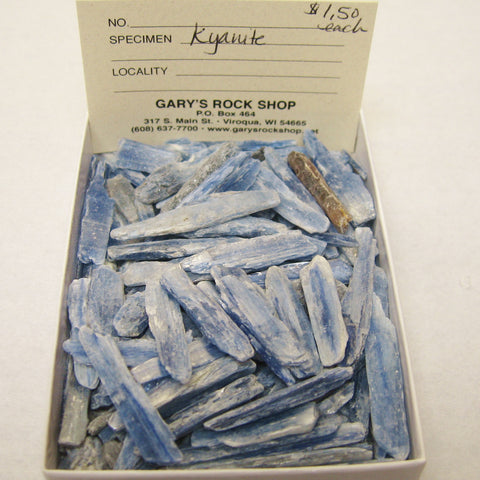 $1,50
each
NO.
SPECIMEN Kyanite
LOCALITY
GARY'S ROCK SHOP
P.O. Box 464
317 S. Main St. · Viroqua, WI 54665
(608) 637-7700 · www.garysrockshop.